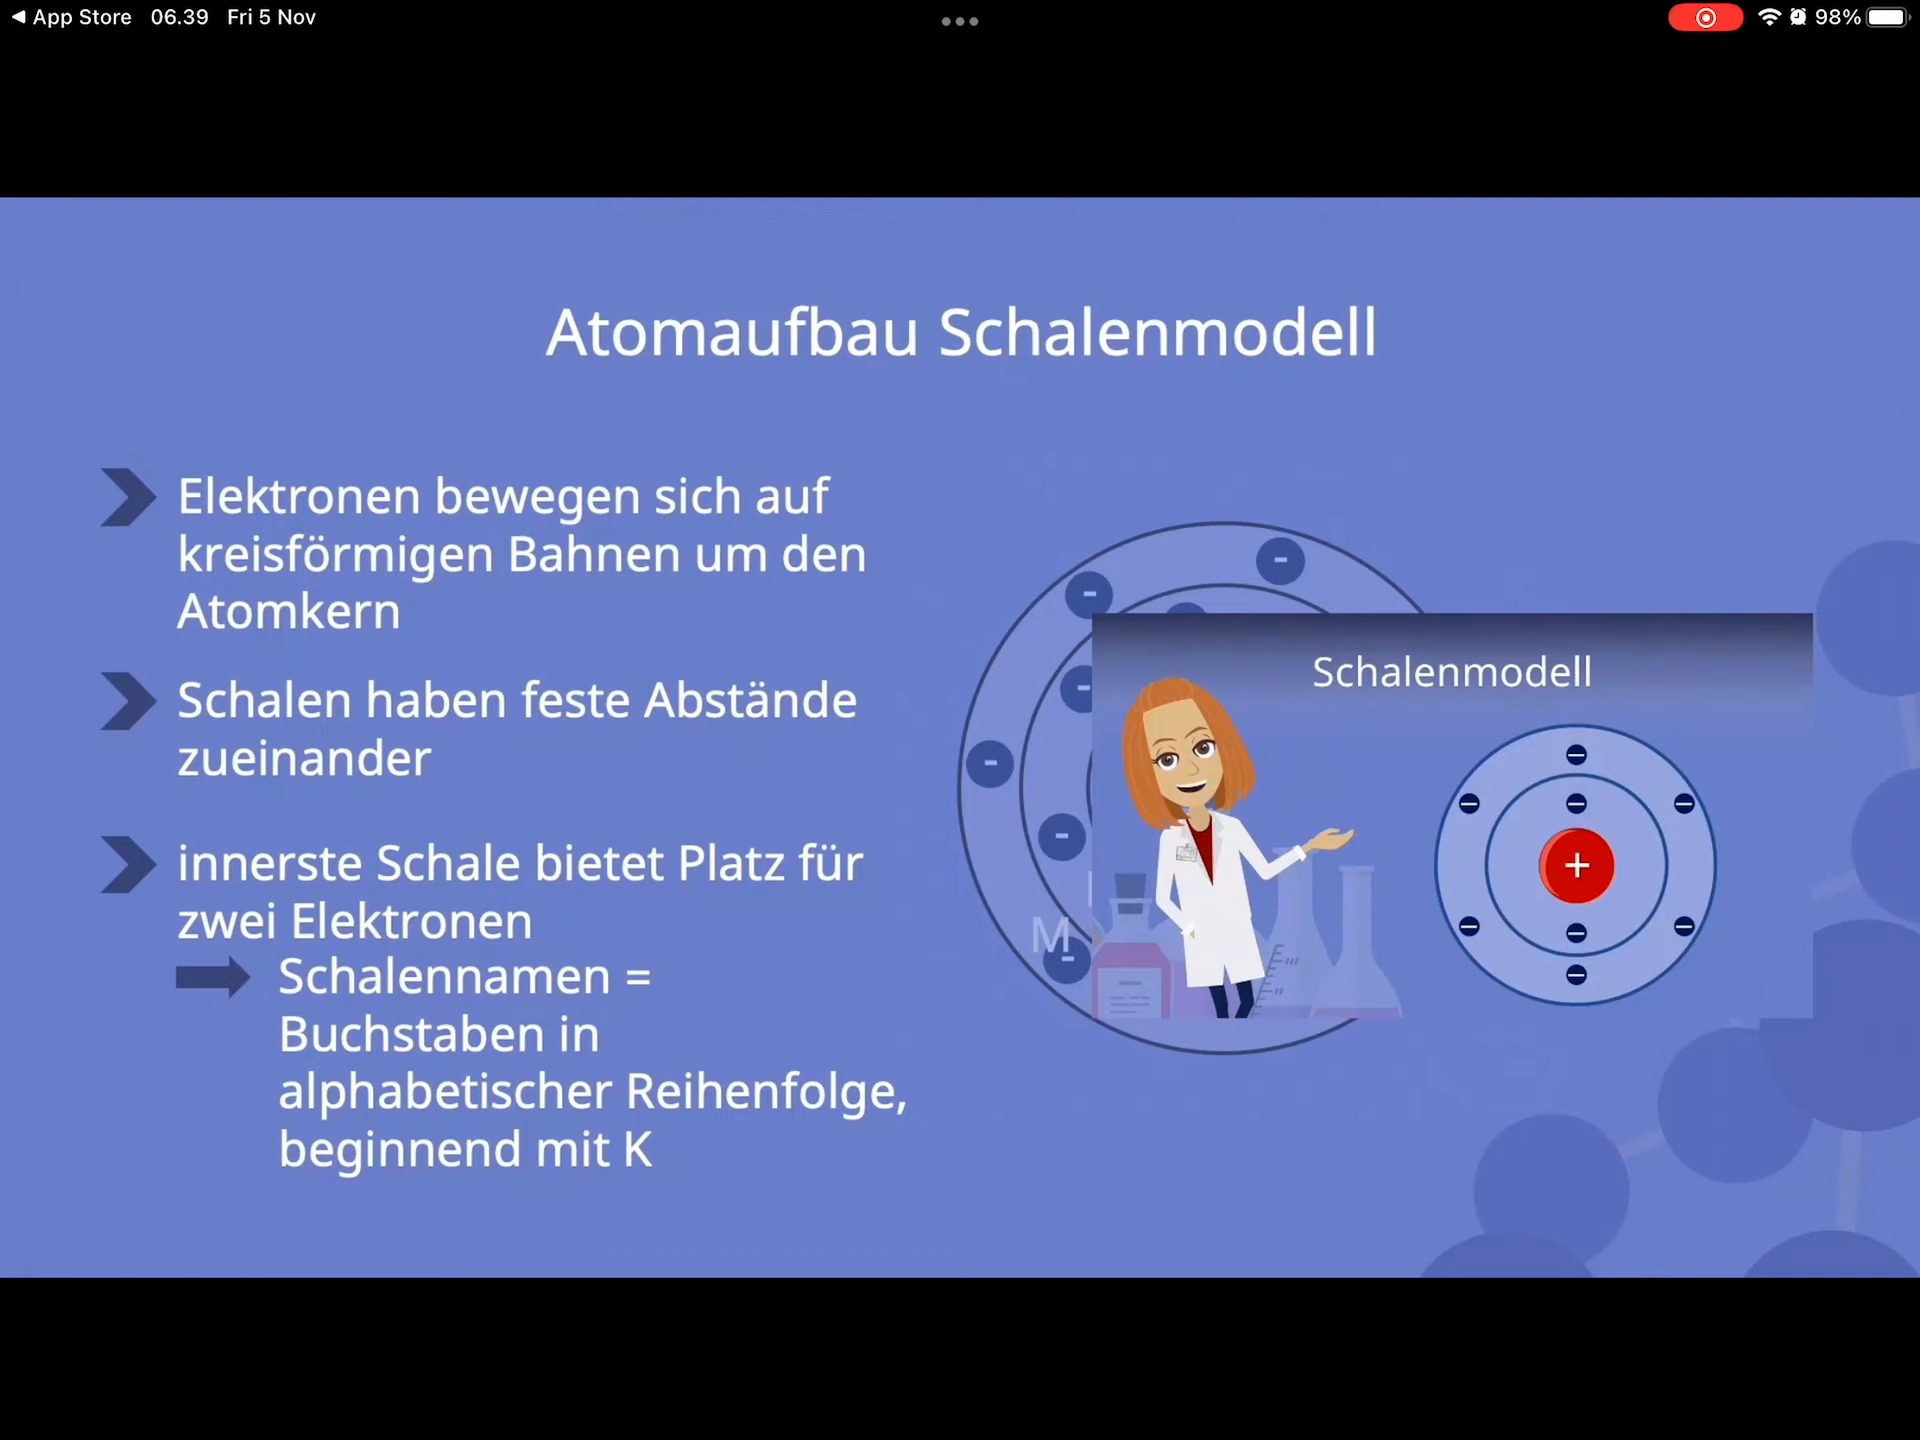 App Store 06.39 Fri 5 Nov
98%
Atomaufbau Schalenmodell
Elektronen bewegen sich auf
kreisförmigen Bahnen um den
Atomkern
Schalen haben feste Abstände
zueinander
innerste Schale bietet Platz für
zwei Elektronen
Schalennamen =
Buchstaben in
alphabetischer Reihenfolge,
beginnend mit K
M
Schalenmodell